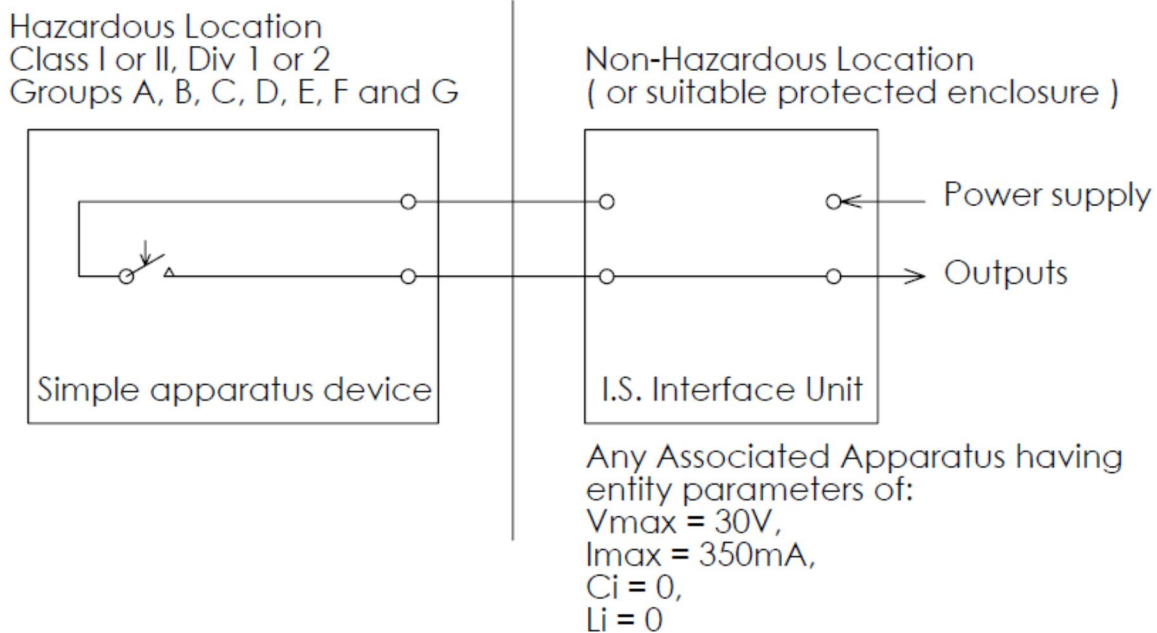 Hazardous Location
Class I or II, Div 1 or 2
Groups A, B, C, D, E, F and G
Non-Hazardous Location
( or suitable protected enclosure )
Power supply
Outputs
Simple apparatus device
I.S. Interface Unit
Any Associated Apparatus having
entity parameters of:
Vmax = 30V,
Imax = 350mA,
Ci = 0,
Li = 0